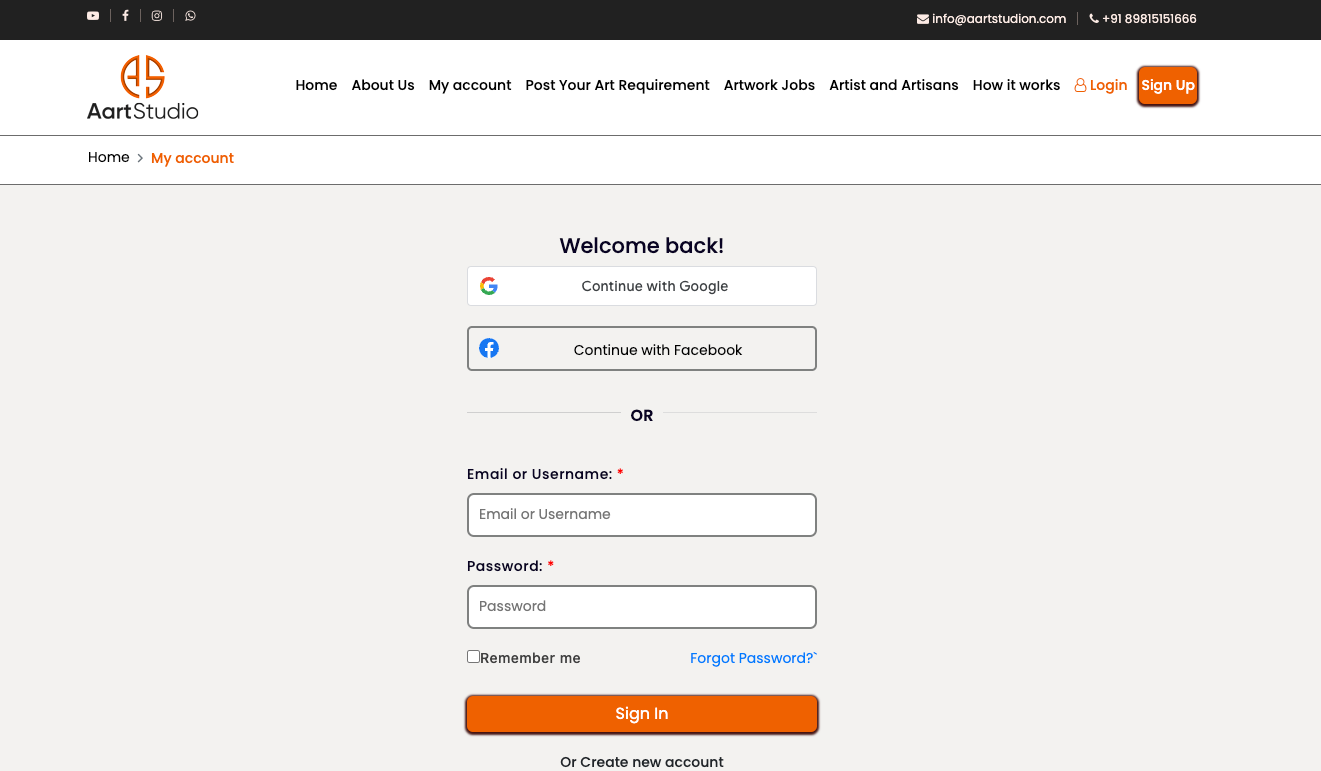 info@aartstudion.com +91 89815151666
AS
AartStudio
Home About Us My account Post Your Art Requirement Artwork Jobs Artist and Artisans How it works Login Sign Up
Home > My account
Welcome back!
Continue with Google
Continue with Facebook
OR
Email or Username: *
Email or Username
Password: *
Password
Remember me Forgot Password?`
Sign In
Or Create new account